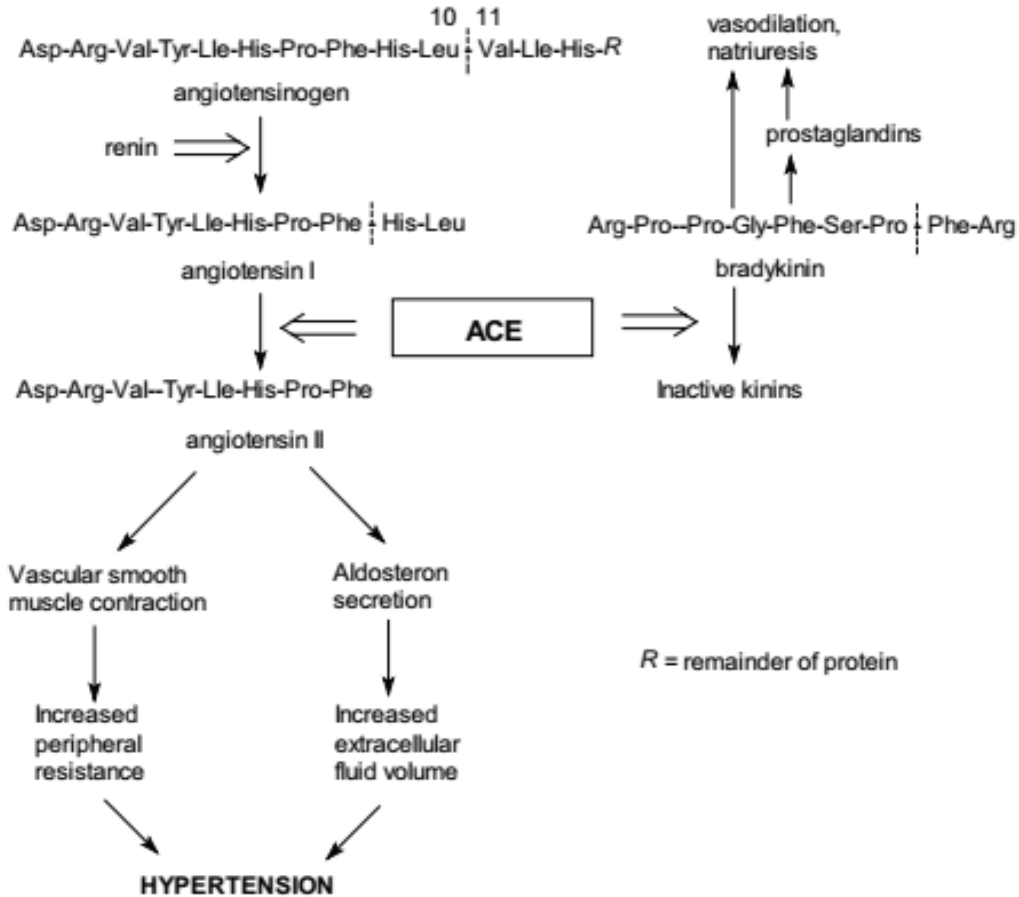 10 11
Asp-Arg-Val-Tyr-Lle-His-Pro-Phe-His-Leu - Val-Lle-His-R
angiotensinogen
renin
Asp-Arg-Val-Tyr-Lle-His-Pro-Phe - His-Leu
angiotensin I
ACE
Asp-Arg-Val--Tyr-Lle-His-Pro-Phe
angiotensin II
Vascular smooth
muscle contraction
Aldosteron
secretion
Increased
peripheral
resistance
Increased
extracellular
fluid volume
HYPERTENSION
vasodilation,
natriuresis
prostaglandins
Arg-Pro--Pro-Gly-Phe-Ser-Pro - Phe-Arg
bradykinin
Inactive kinins
R = remainder of protein